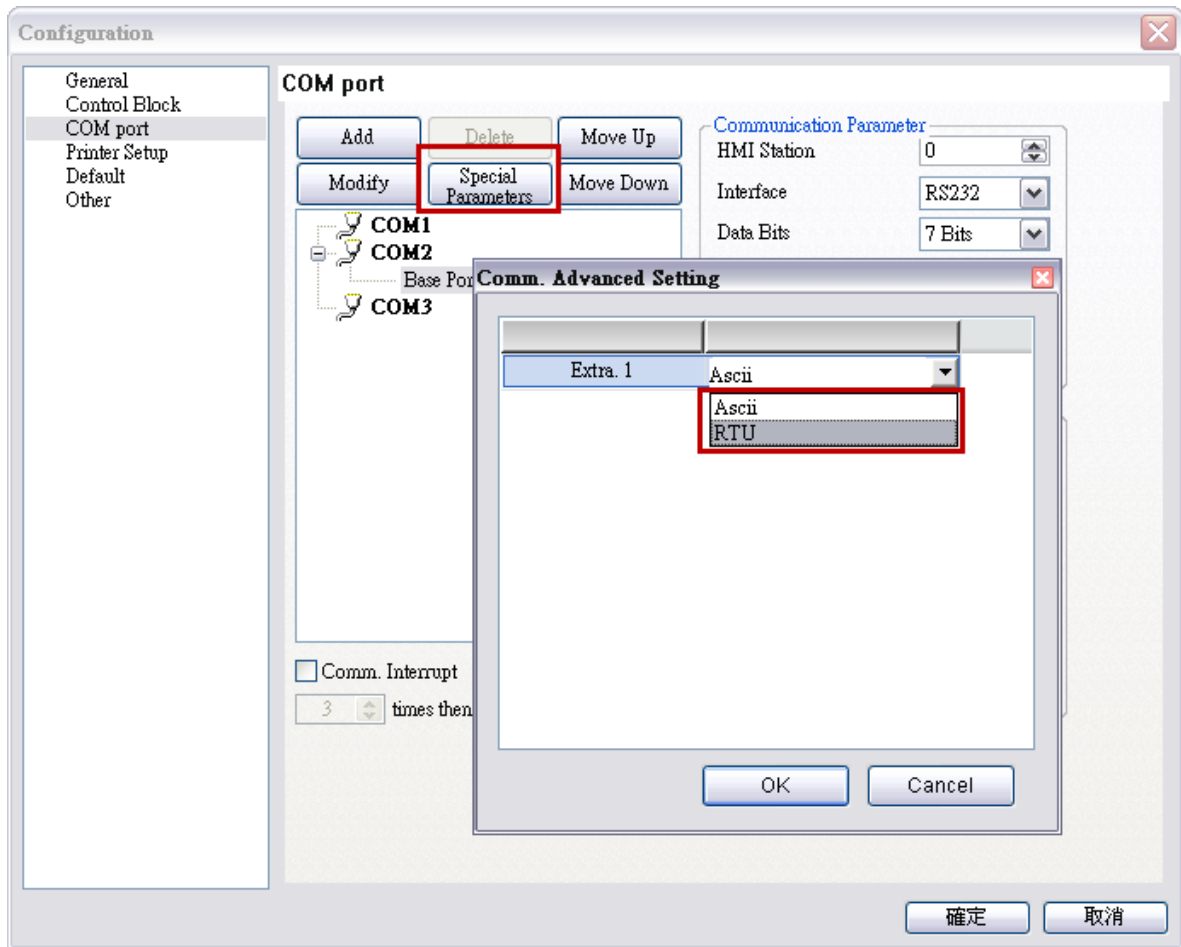 Configuration
General
Control Block
COM port
Printer Setup
Default
Other
COM port
Add
Delete
Move Up
Modify
Special
Parameters
Move Down
COM1
COM2
Base Por
COM3
Communication Parameter
HMI Station
0
Interface
RS232
Data Bits
7 Bits
Comm. Advanced Setting
Extra. 1
Ascii
Ascii
RTU
OK
Cancel
Comm. Interrupt
3
times then
確定
取消